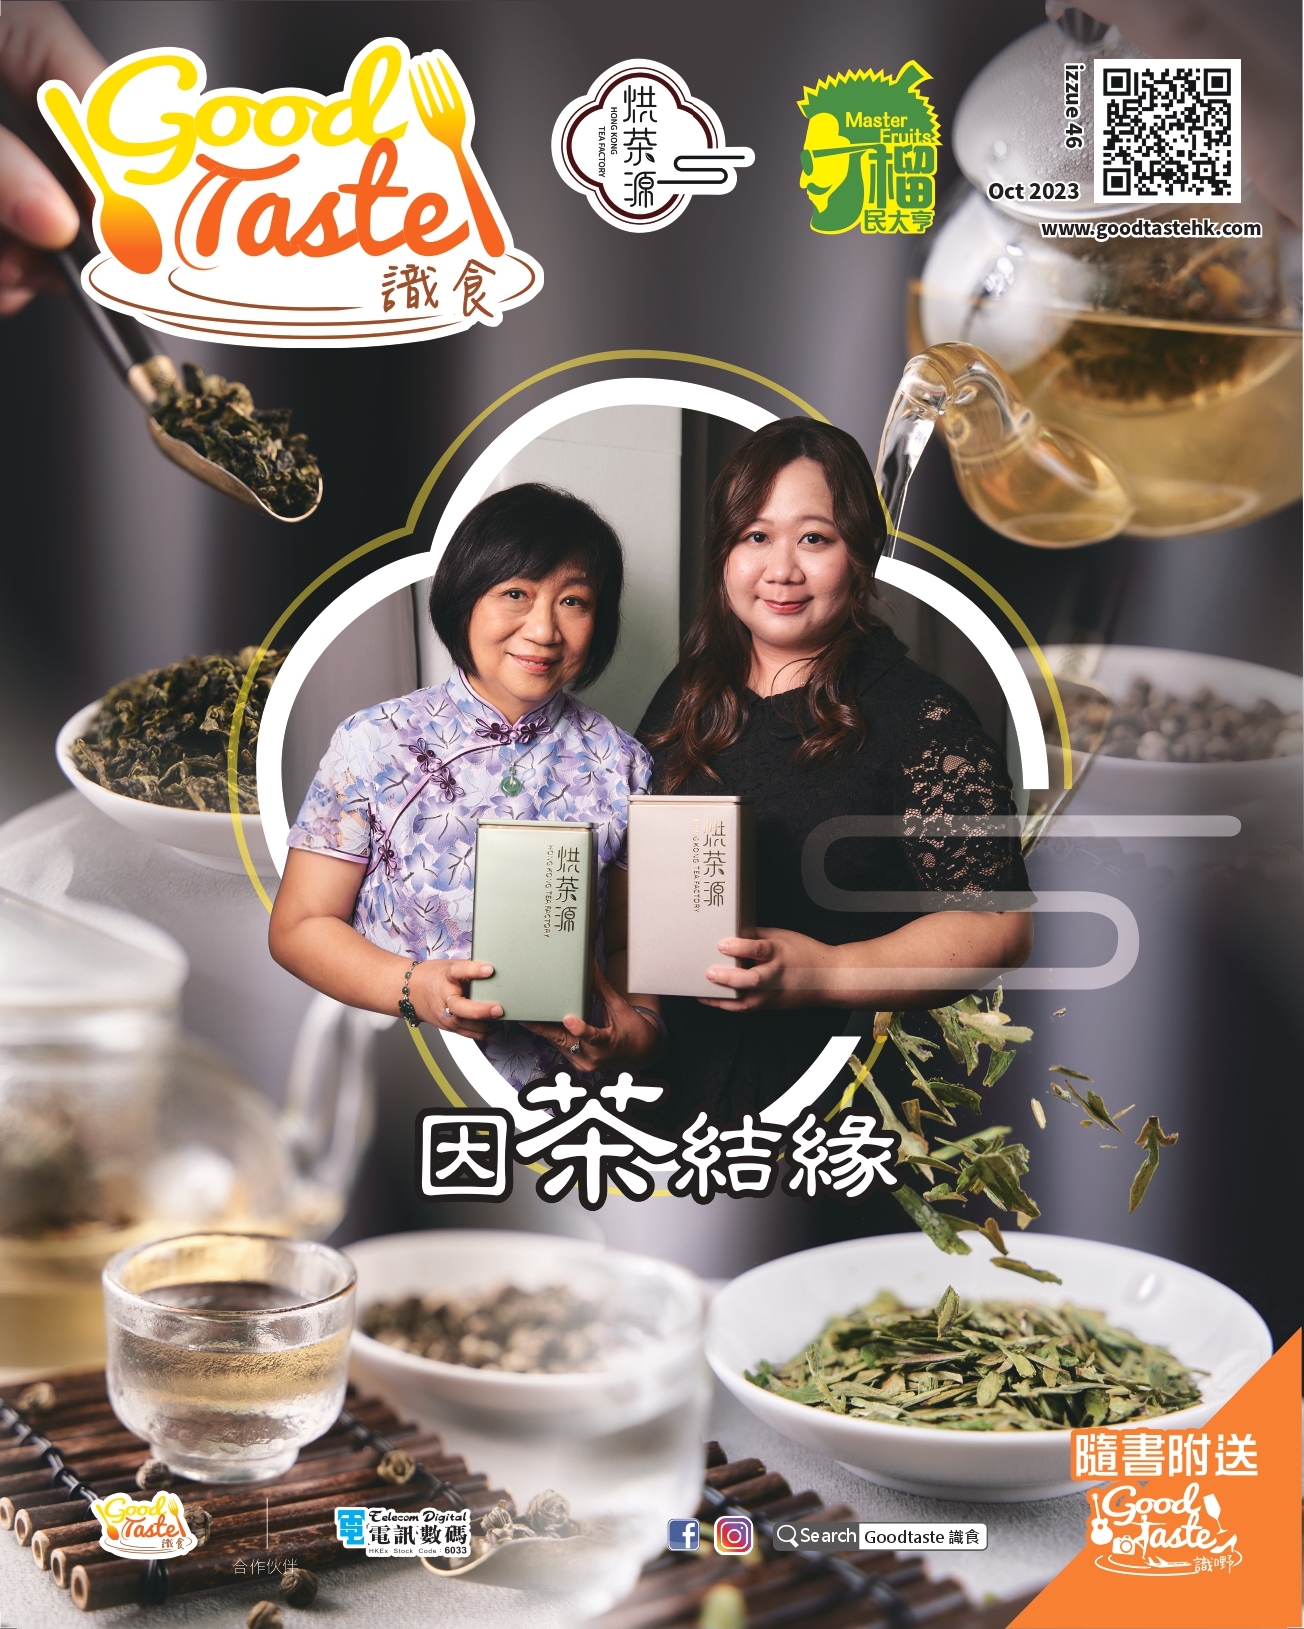 Good
Taste
識食
烘茶源
HONG KONG
TEA FACTORY
Master
Fruits
榴
民大亨
izzue 46
Oct 2023
www.goodtastehk.com
烘茶源
HONG KONG TEA FACTORY
烘茶源
HONG KONG TEA FACTORY
因茶結緣
隨書附送
Good
Taste
識嘢
Good
Taste
識食
合作伙伴
Telecom Digital
電訊數碼
HKEx Stock Code: 6033
Search Goodtaste 識食